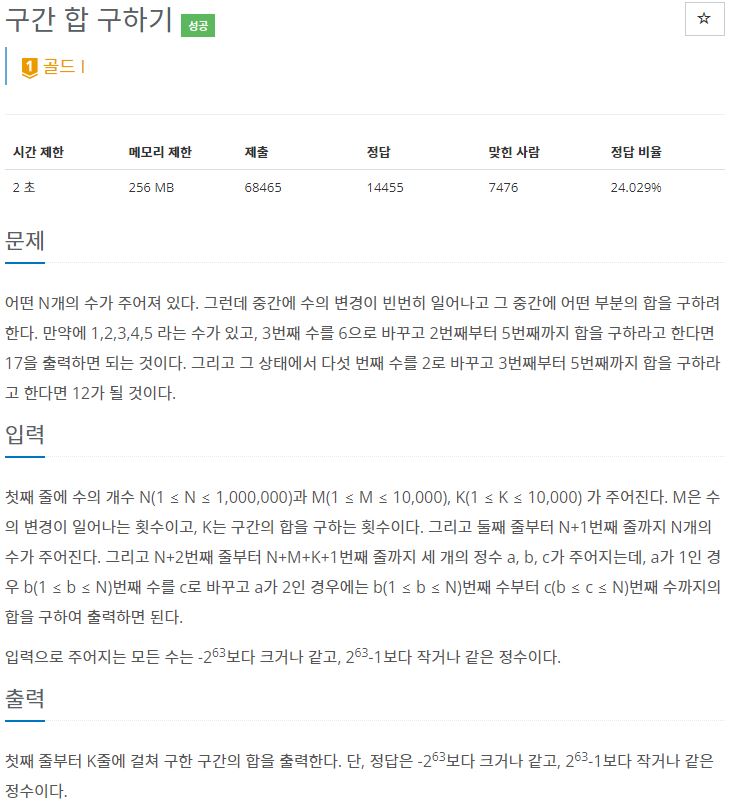 구간 합 구하기 성공
☆
1 골드 I
시간 제한 메모리 제한 제출 정답 맞힌 사람 정답 비율
2 초 256 MB 68465 14455 7476 24.029%
문제
어떤 N개의 수가 주어져 있다. 그런데 중간에 수의 변경이 빈번히 일어나고 그 중간에 어떤 부분의 합을 구하려
한다. 만약에 1,2,3,4,5 라는 수가 있고, 3번째 수를 6으로 바꾸고 2번째부터 5번째까지 합을 구하라고 한다면
17을 출력하면 되는 것이다. 그리고 그 상태에서 다섯 번째 수를 2로 바꾸고 3번째부터 5번째까지 합을 구하라
고 한다면 12가 될 것이다.
입력
첫째 줄에 수의 개수 N(1 ≤ N ≤ 1,000,000)과 M(1 ≤ M ≤ 10,000), K(1 ≤ K ≤ 10,000) 가 주어진다. M은 수
의 변경이 일어나는 횟수이고, K는 구간의 합을 구하는 횟수이다. 그리고 둘째 줄부터 N+1번째 줄까지 N개의
수가 주어진다. 그리고 N+2번째 줄부터 N+M+K+1번째 줄까지 세 개의 정수 a, b, c가 주어지는데, a가 1인 경
우 b(1 ≤ b ≤ N)번째 수를 c로 바꾸고 a가 2인 경우에는 b(1 ≤ b ≤ N)번째 수부터 c(b ≤ c ≤ N)번째 수까지의
합을 구하여 출력하면 된다.
입력으로 주어지는 모든 수는 -2⁶³보다 크거나 같고, 2⁶³-1보다 작거나 같은 정수이다.
출력
첫째 줄부터 K줄에 걸쳐 구한 구간의 합을 출력한다. 단, 정답은 -2⁶³보다 크거나 같고, 2⁶³-1보다 작거나 같은
정수이다.